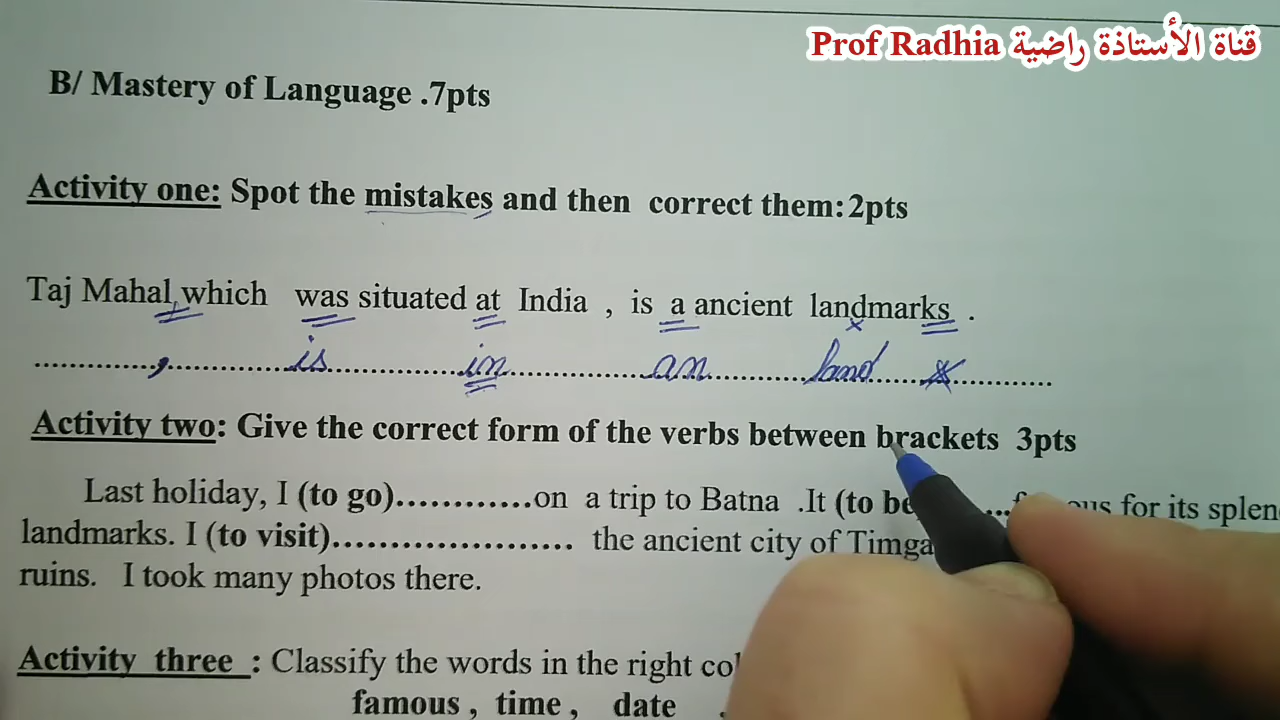 Prof Radhia قناة الأستاذة راضية
B/ Mastery of Language .7pts
Activity one: Spot the mistakes and then correct them: 2pts
Taj Mahal, which was situated at India , is a ancient landmarks .
..............,..............is................in................an.............land.......s.............
Activity two: Give the correct form of the verbs between brackets 3pts
Last holiday, I (to go).............on a trip to Batna .It (to be ... for its
landmarks. I (to visit)....................... the ancient city of
ruins. I took many photos there.
Activity three : Classify the words in the right
famous , time , date